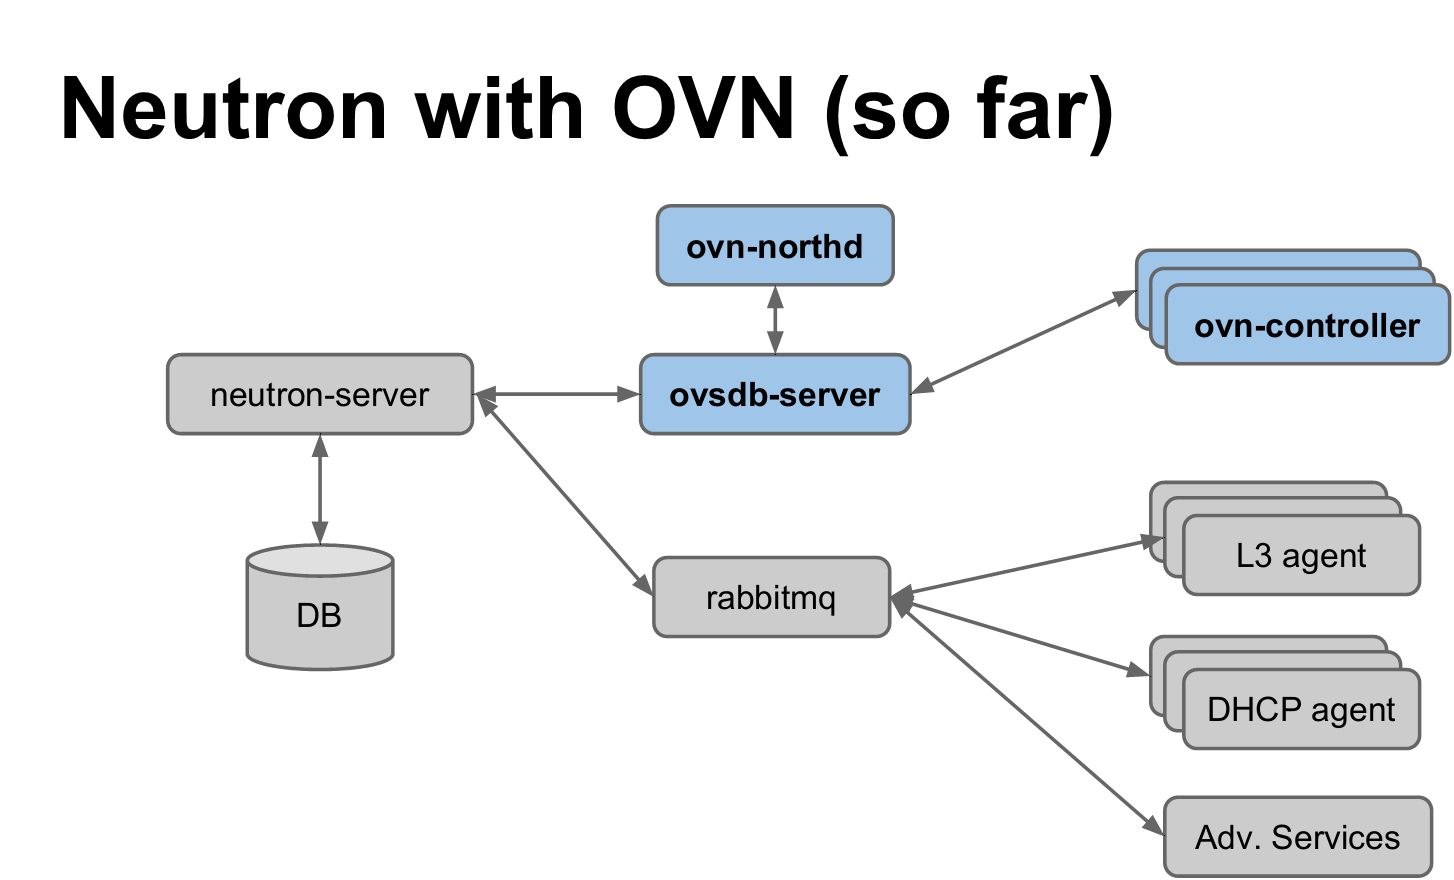 Neutron with OVN (so far)
ovn-northd
ovn-controller
neutron-server
ovsdb-server
L3 agent
rabbitmq
DB
DHCP agent
Adv. Services